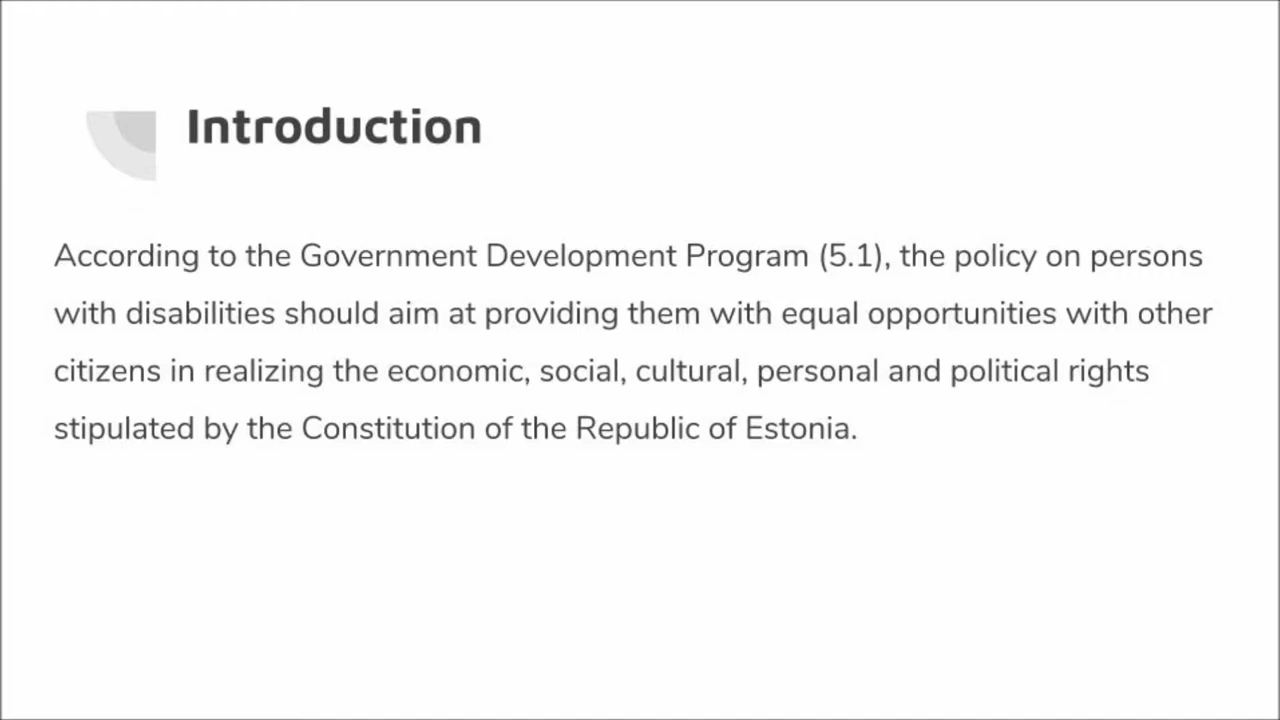 Introduction
According to the Government Development Program (5.1), the policy on persons
with disabilities should aim at providing them with equal opportunities with other
citizens in realizing the economic, social, cultural, personal and political rights
stipulated by the Constitution of the Republic of Estonia.